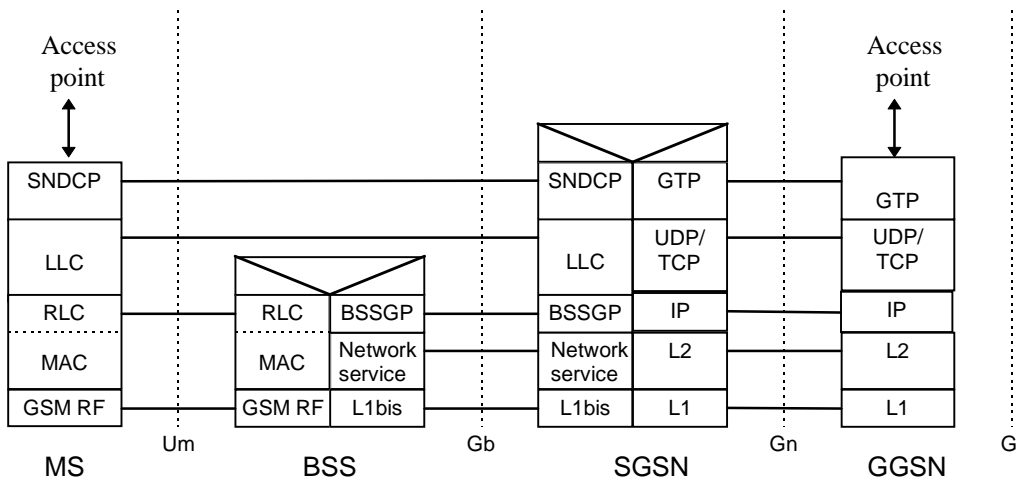 Access point
Access point
SNDCP
SNDCP
GTP
GTP
LLC
LLC
UDP/
TCP
UDP/
TCP
RLC
RLC
BSSGP
BSSGP
IP
IP
MAC
MAC
Network
service
Network
service
L2
L2
GSM RF
GSM RF
L1bis
L1bis
L1
L1
Um
Gb
Gn
G
MS
BSS
SGSN
GGSN